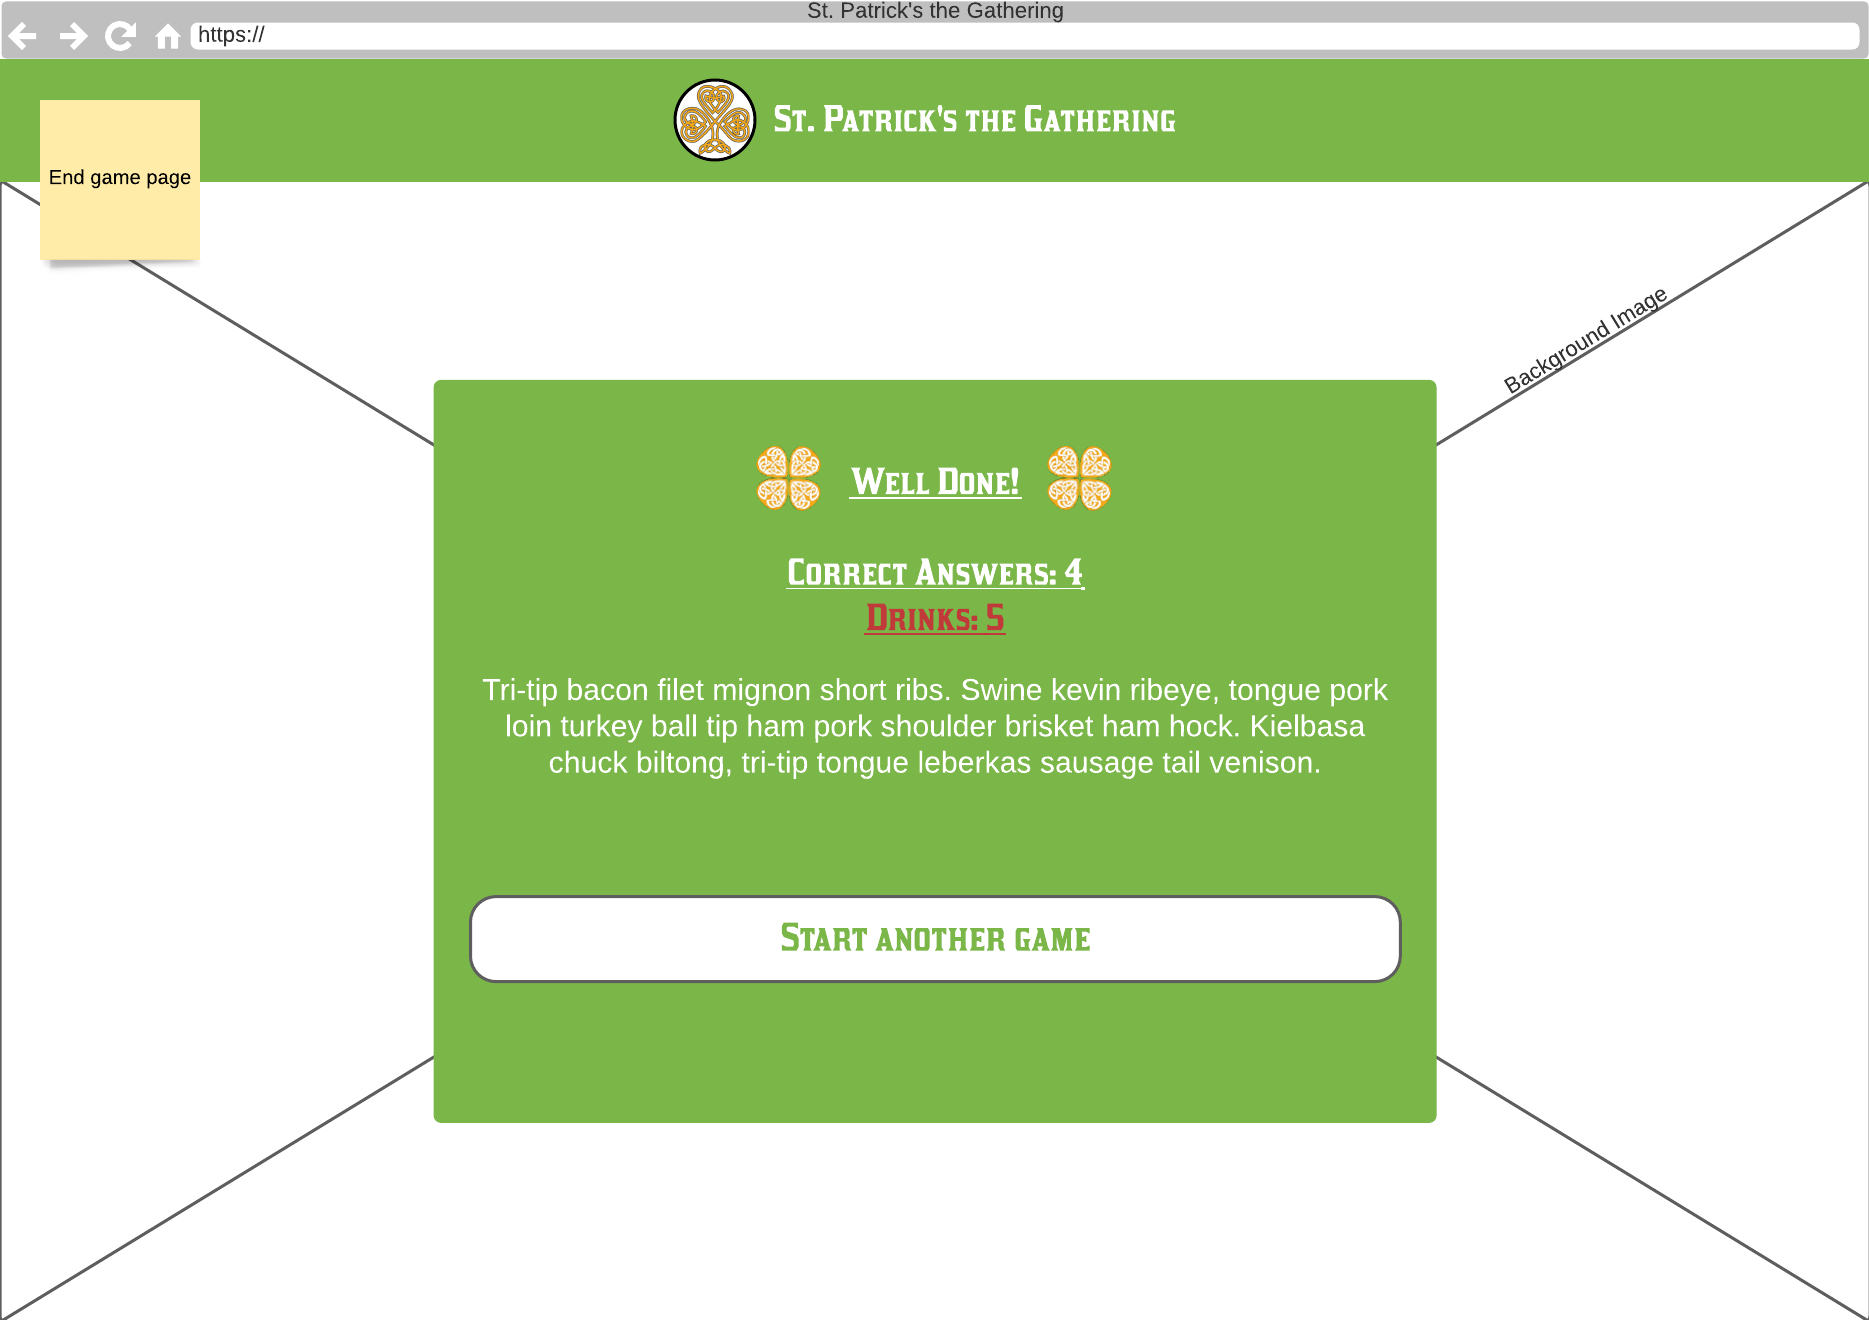 St. Patrick's the Gathering
https://
St. Patrick's the Gathering
End game page
Background Image
Well Done!
Correct Answers: 4
Drinks: 5
Tri-tip bacon filet mignon short ribs. Swine kevin ribeye, tongue pork
loin turkey ball tip ham pork shoulder brisket ham hock. Kielbasa
chuck biltong, tri-tip tongue leberkas sausage tail venison.
Start another game